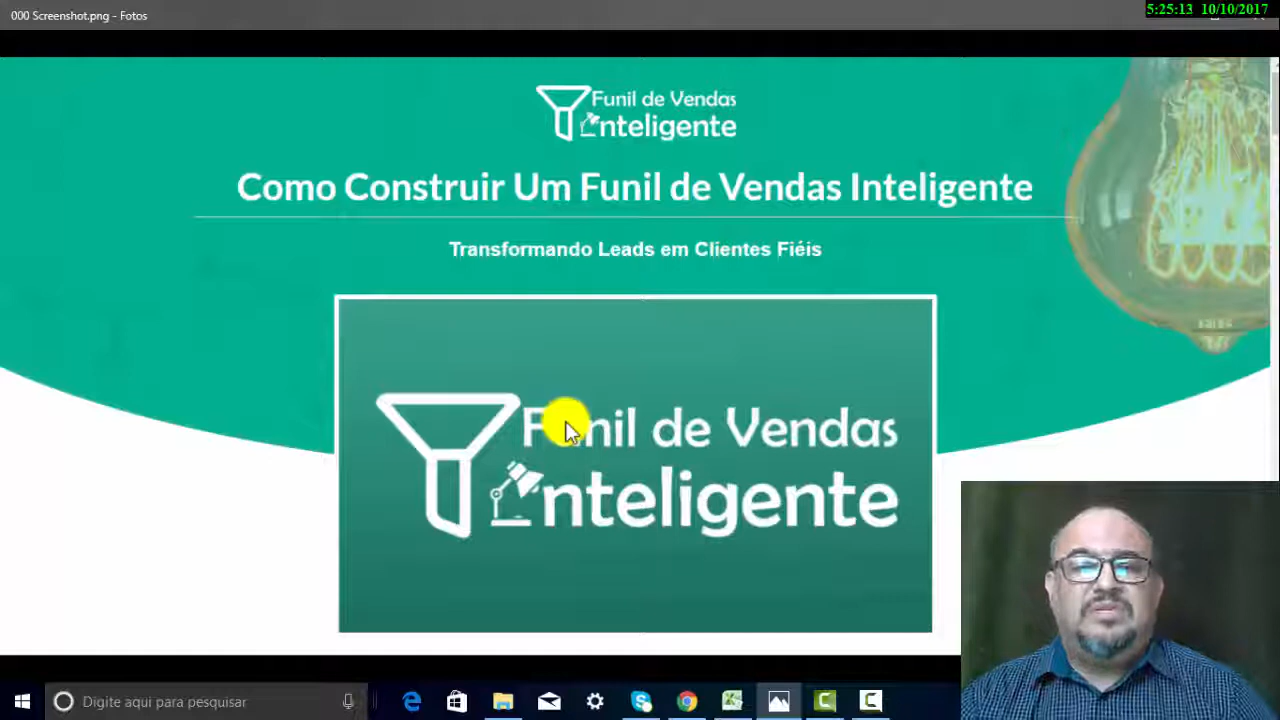 000 Screenshot.png - Fotos
5:25:13 10/10/2017
Funil de Vendas
Inteligente
Como Construir Um Funil de Vendas Inteligente
Transformando Leads em Clientes Fiéis
Funil de Vendas
Inteligente
Digite aqui para pesquisar